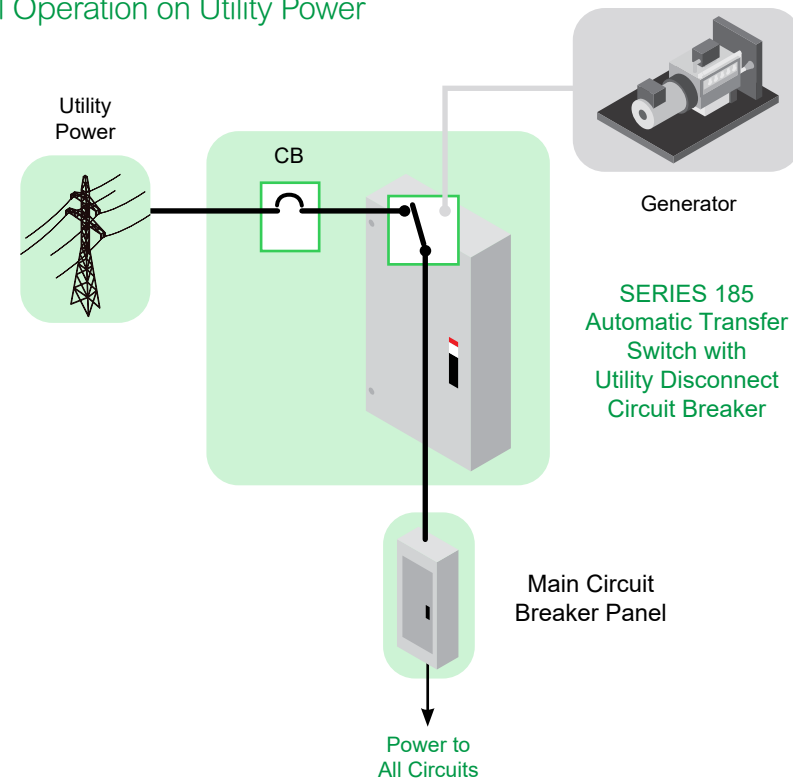 Operation on Utility Power
Utility
Power
CB
Generator
SERIES 185
Automatic Transfer
Switch with
Utility Disconnect
Circuit Breaker
Main Circuit
Breaker Panel
Power to
All Circuits